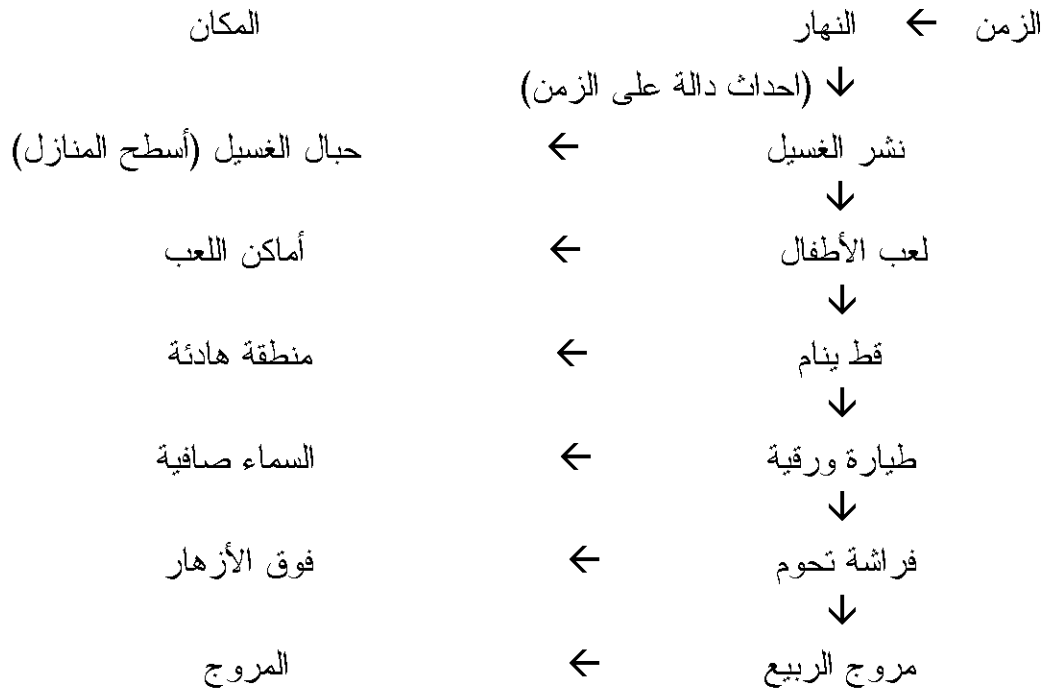 الزمن ← النهار المكان
↓ (احداث دالة على الزمن)
نشر الغسيل ← حبال الغسيل (أسطح المنازل)
↓
لعب الأطفال ← أماكن اللعب
↓
قط ينام ← منطقة هادئة
↓
طيارة ورقية ← السماء صافية
↓
فراشة تحوم ← فوق الأزهار
↓
مروج الربيع ← المروج